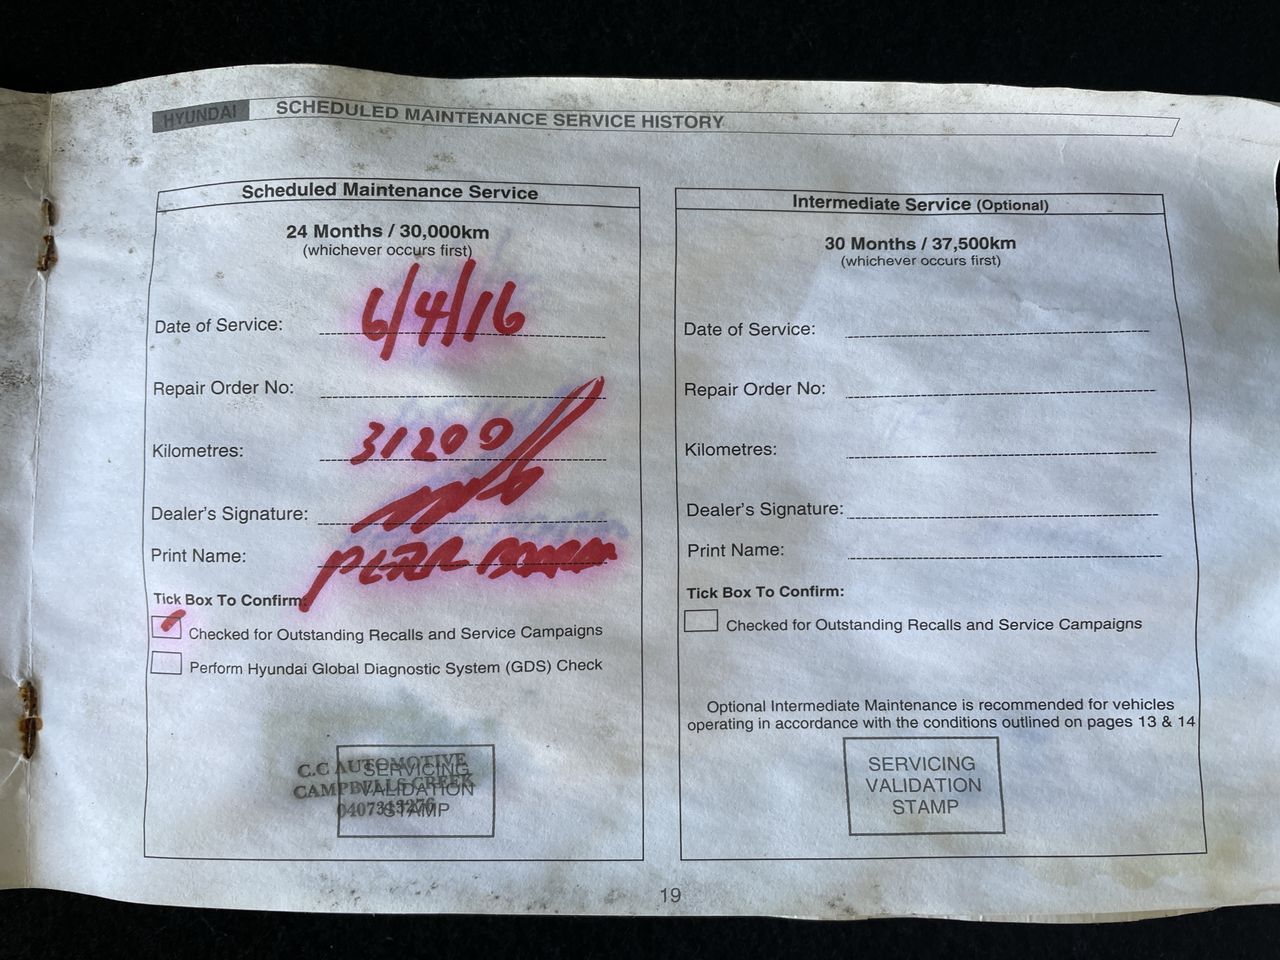 HYUNDAI SCHEDULED MAINTENANCE SERVICE HISTORY
Scheduled Maintenance Service
24 Months / 30,000km
(whichever occurs first)
Date of Service: 6/4/16
Repair Order No:
Kilometres: 31200
Dealer's Signature:
Print Name: PETER
Tick Box To Confirm:
Checked for Outstanding Recalls and Service Campaigns
Perform Hyundai Global Diagnostic System (GDS) Check
SERVICING
VALIDATION
STAMP
C.C AUTOMOTIVE
CAMPBELLS CREEK
Intermediate Service (Optional)
30 Months / 37,500km
(whichever occurs first)
Date of Service:
Repair Order No:
Kilometres:
Dealer's Signature:
Print Name:
Tick Box To Confirm:
Checked for Outstanding Recalls and Service Campaigns
Optional Intermediate Maintenance is recommended for vehicles
operating in accordance with the conditions outlined on pages 13 & 14
SERVICING
VALIDATION
STAMP
19